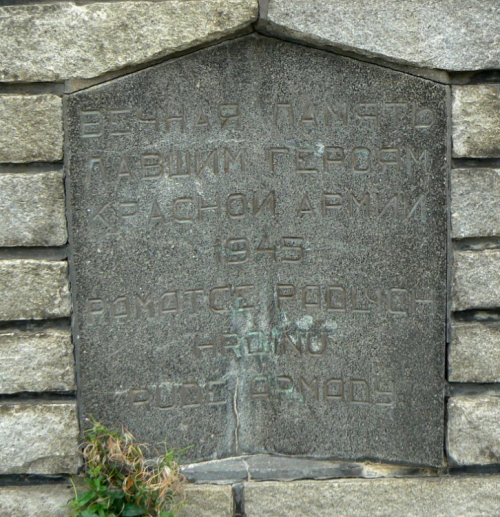 ВЕЧНАЯ ПАМЯТЬ
ПАВШИМ ГЕРОЯМ
КРАСНОЙ АРМИИ
1945
PAMÁTCE PADLÝCH
HRDINŮ
RUDÉ ARMÁDY